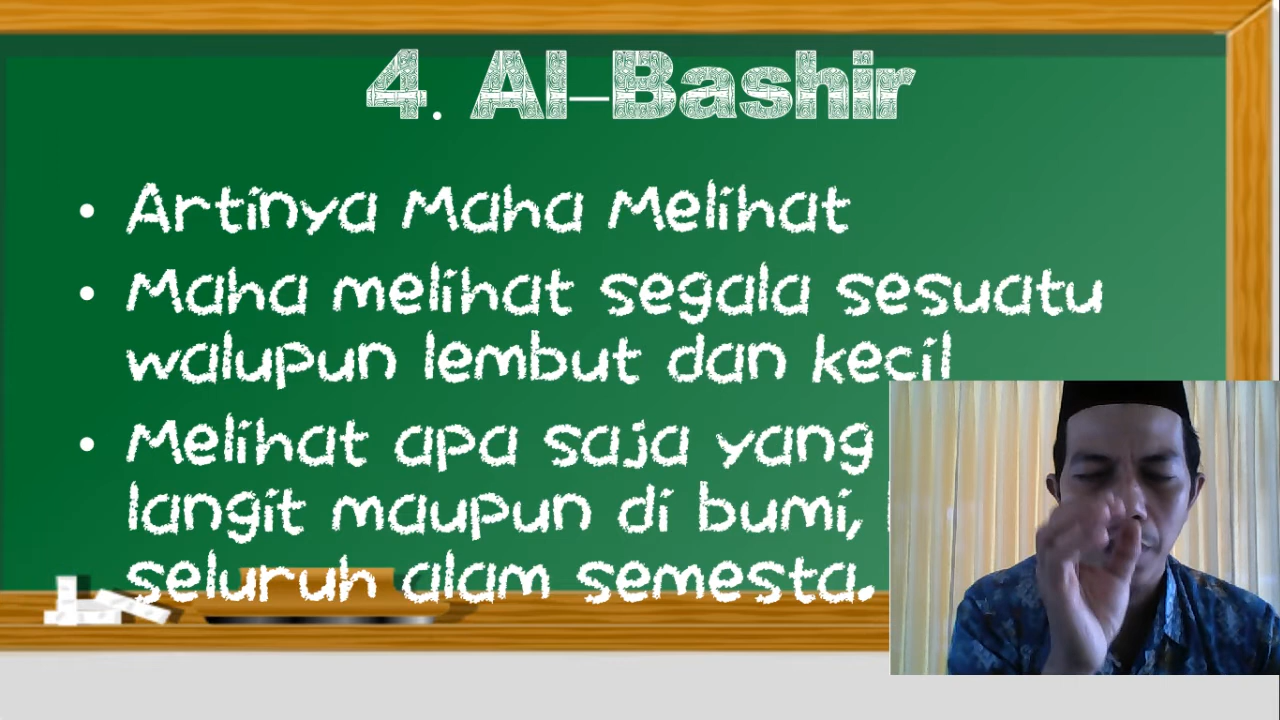 4. Al-Bashir
• Artinya Maha Melihat
• Maha melihat segala sesuatu
walupun lembut dan kecil
• Melihat apa saja yang
langit maupun di bumi,
seluruh alam semesta.